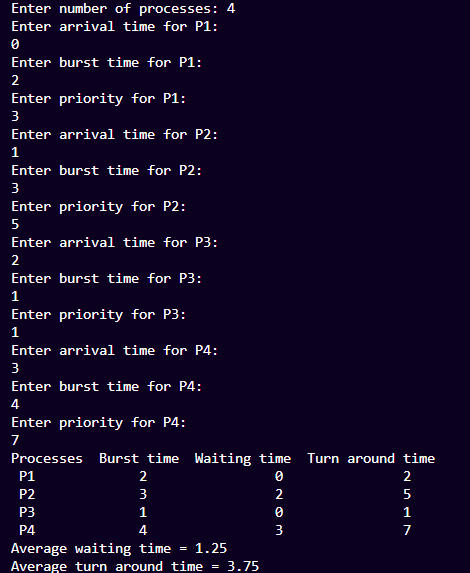 Enter number of processes: 4
Enter arrival time for P1:
0
Enter burst time for P1:
2
Enter priority for P1:
3
Enter arrival time for P2:
1
Enter burst time for P2:
3
Enter priority for P2:
5
Enter arrival time for P3:
2
Enter burst time for P3:
1
Enter priority for P3:
1
Enter arrival time for P4:
3
Enter burst time for P4:
4
Enter priority for P4:
7
Processes  Burst time  Waiting time  Turn around time
 P1             2                0               2
 P2             3                2               5
 P3             1                0               1
 P4             4                3               7
Average waiting time = 1.25
Average turn around time = 3.75